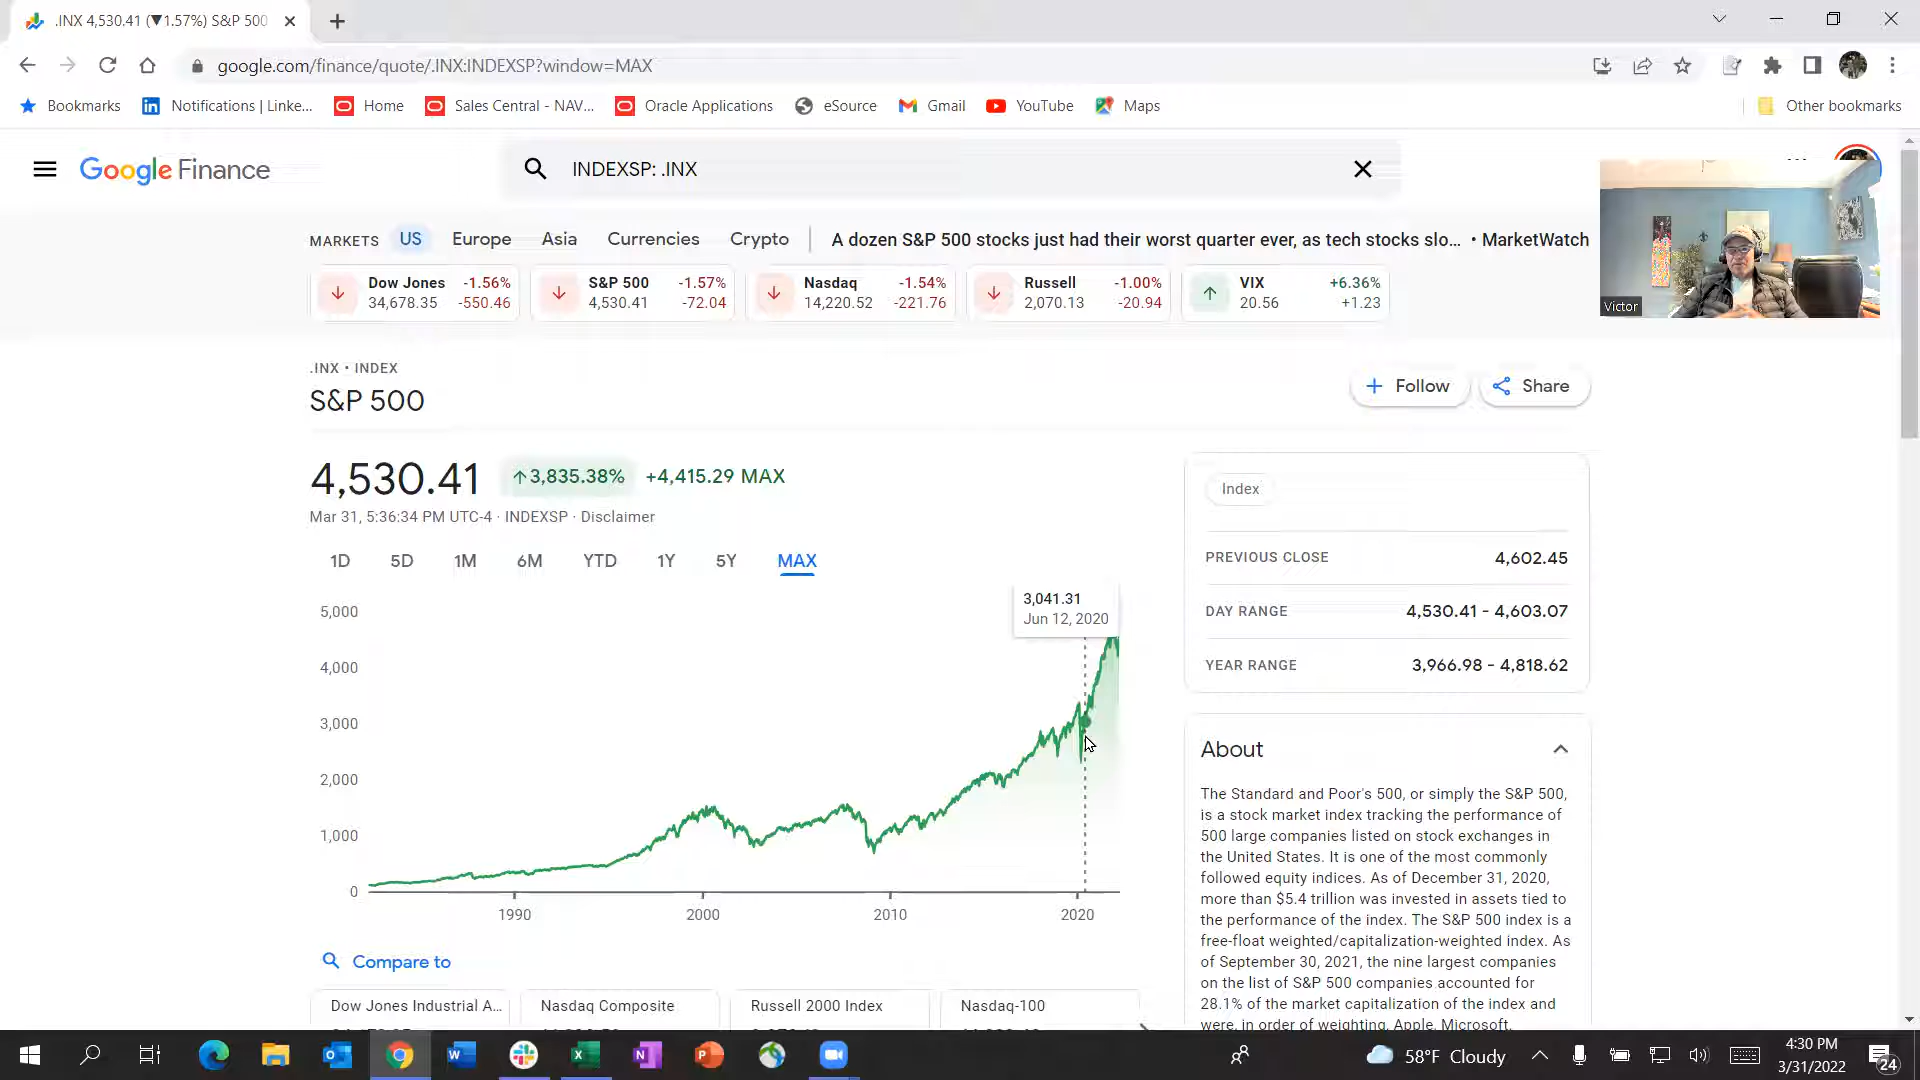 .INX 4,530.41 (▼1.57%) S&P 500
google.com/finance/quote/.INX:INDEXSP?window=MAX
Bookmarks Notifications | Linke... Home Sales Central - NAV... Oracle Applications eSource Gmail YouTube Maps Other bookmarks
Google Finance
INDEXSP: .INX
MARKETS US Europe Asia Currencies Crypto
A dozen S&P 500 stocks just had their worst quarter ever, as tech stocks slo... • MarketWatch
Dow Jones -1.56%
34,678.35 -550.46
S&P 500 -1.57%
4,530.41 -72.04
Nasdaq -1.54%
14,220.52 -221.76
Russell -1.00%
2,070.13 -20.94
VIX +6.36%
20.56 +1.23
Victor
.INX • INDEX
S&P 500
Follow Share
4,530.41 ↑3,835.38% +4,415.29 MAX
Mar 31, 5:36:34 PM UTC-4 · INDEXSP · Disclaimer
1D 5D 1M 6M YTD 1Y 5Y MAX
3,041.31
Jun 12, 2020
5,000
4,000
3,000
2,000
1,000
0
1990 2000 2010 2020
Compare to
Dow Jones Industrial A... Nasdaq Composite Russell 2000 Index Nasdaq-100
Index
PREVIOUS CLOSE 4,602.45
DAY RANGE 4,530.41 - 4,603.07
YEAR RANGE 3,966.98 - 4,818.62
About
The Standard and Poor's 500, or simply the S&P 500,
is a stock market index tracking the performance of
500 large companies listed on stock exchanges in
the United States. It is one of the most commonly
followed equity indices. As of December 31, 2020,
more than $5.4 trillion was invested in assets tied to
the performance of the index. The S&P 500 index is a
free-float weighted/capitalization-weighted index. As
of September 30, 2021, the nine largest companies
on the list of S&P 500 companies accounted for
28.1% of the market capitalization of the index and
were, in order of weighting, Apple, Microsoft,
58°F Cloudy
4:30 PM
3/31/2022
24